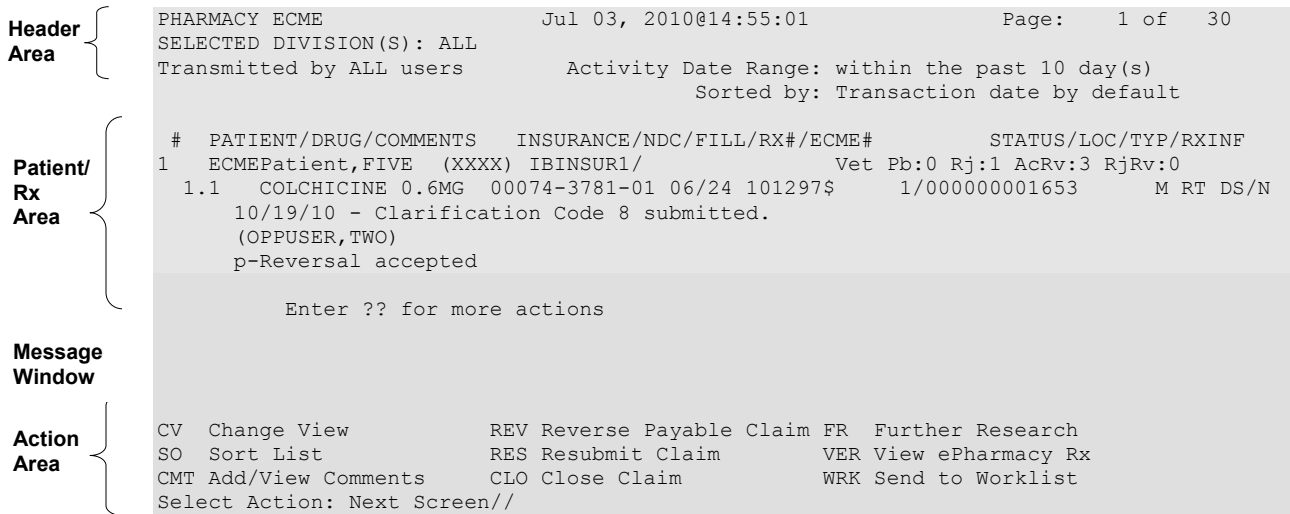 Header
Area
PHARMACY ECME Jul 03, 2010@14:55:01 Page: 1 of 30
SELECTED DIVISION(S): ALL
Transmitted by ALL users Activity Date Range: within the past 10 day(s)
Sorted by: Transaction date by default
Patient/
Rx
Area
# PATIENT/DRUG/COMMENTS INSURANCE/NDC/FILL/RX#/ECME# STATUS/LOC/TYP/RXINF
1 ECMEPatient,FIVE (XXXX) IBINSUR1/ Vet Pb:0 Rj:1 AcRv:3 RjRv:0
1.1 COLCHICINE 0.6MG 00074-3781-01 06/24 101297$ 1/000000001653 M RT DS/N
10/19/10 - Clarification Code 8 submitted.
(OPPUSER,TWO)
p-Reversal accepted
Enter ?? for more actions
Message
Window
Action
Area
CV Change View REV Reverse Payable Claim FR Further Research
SO Sort List RES Resubmit Claim VER View ePharmacy Rx
CMT Add/View Comments CLO Close Claim WRK Send to Worklist
Select Action: Next Screen//